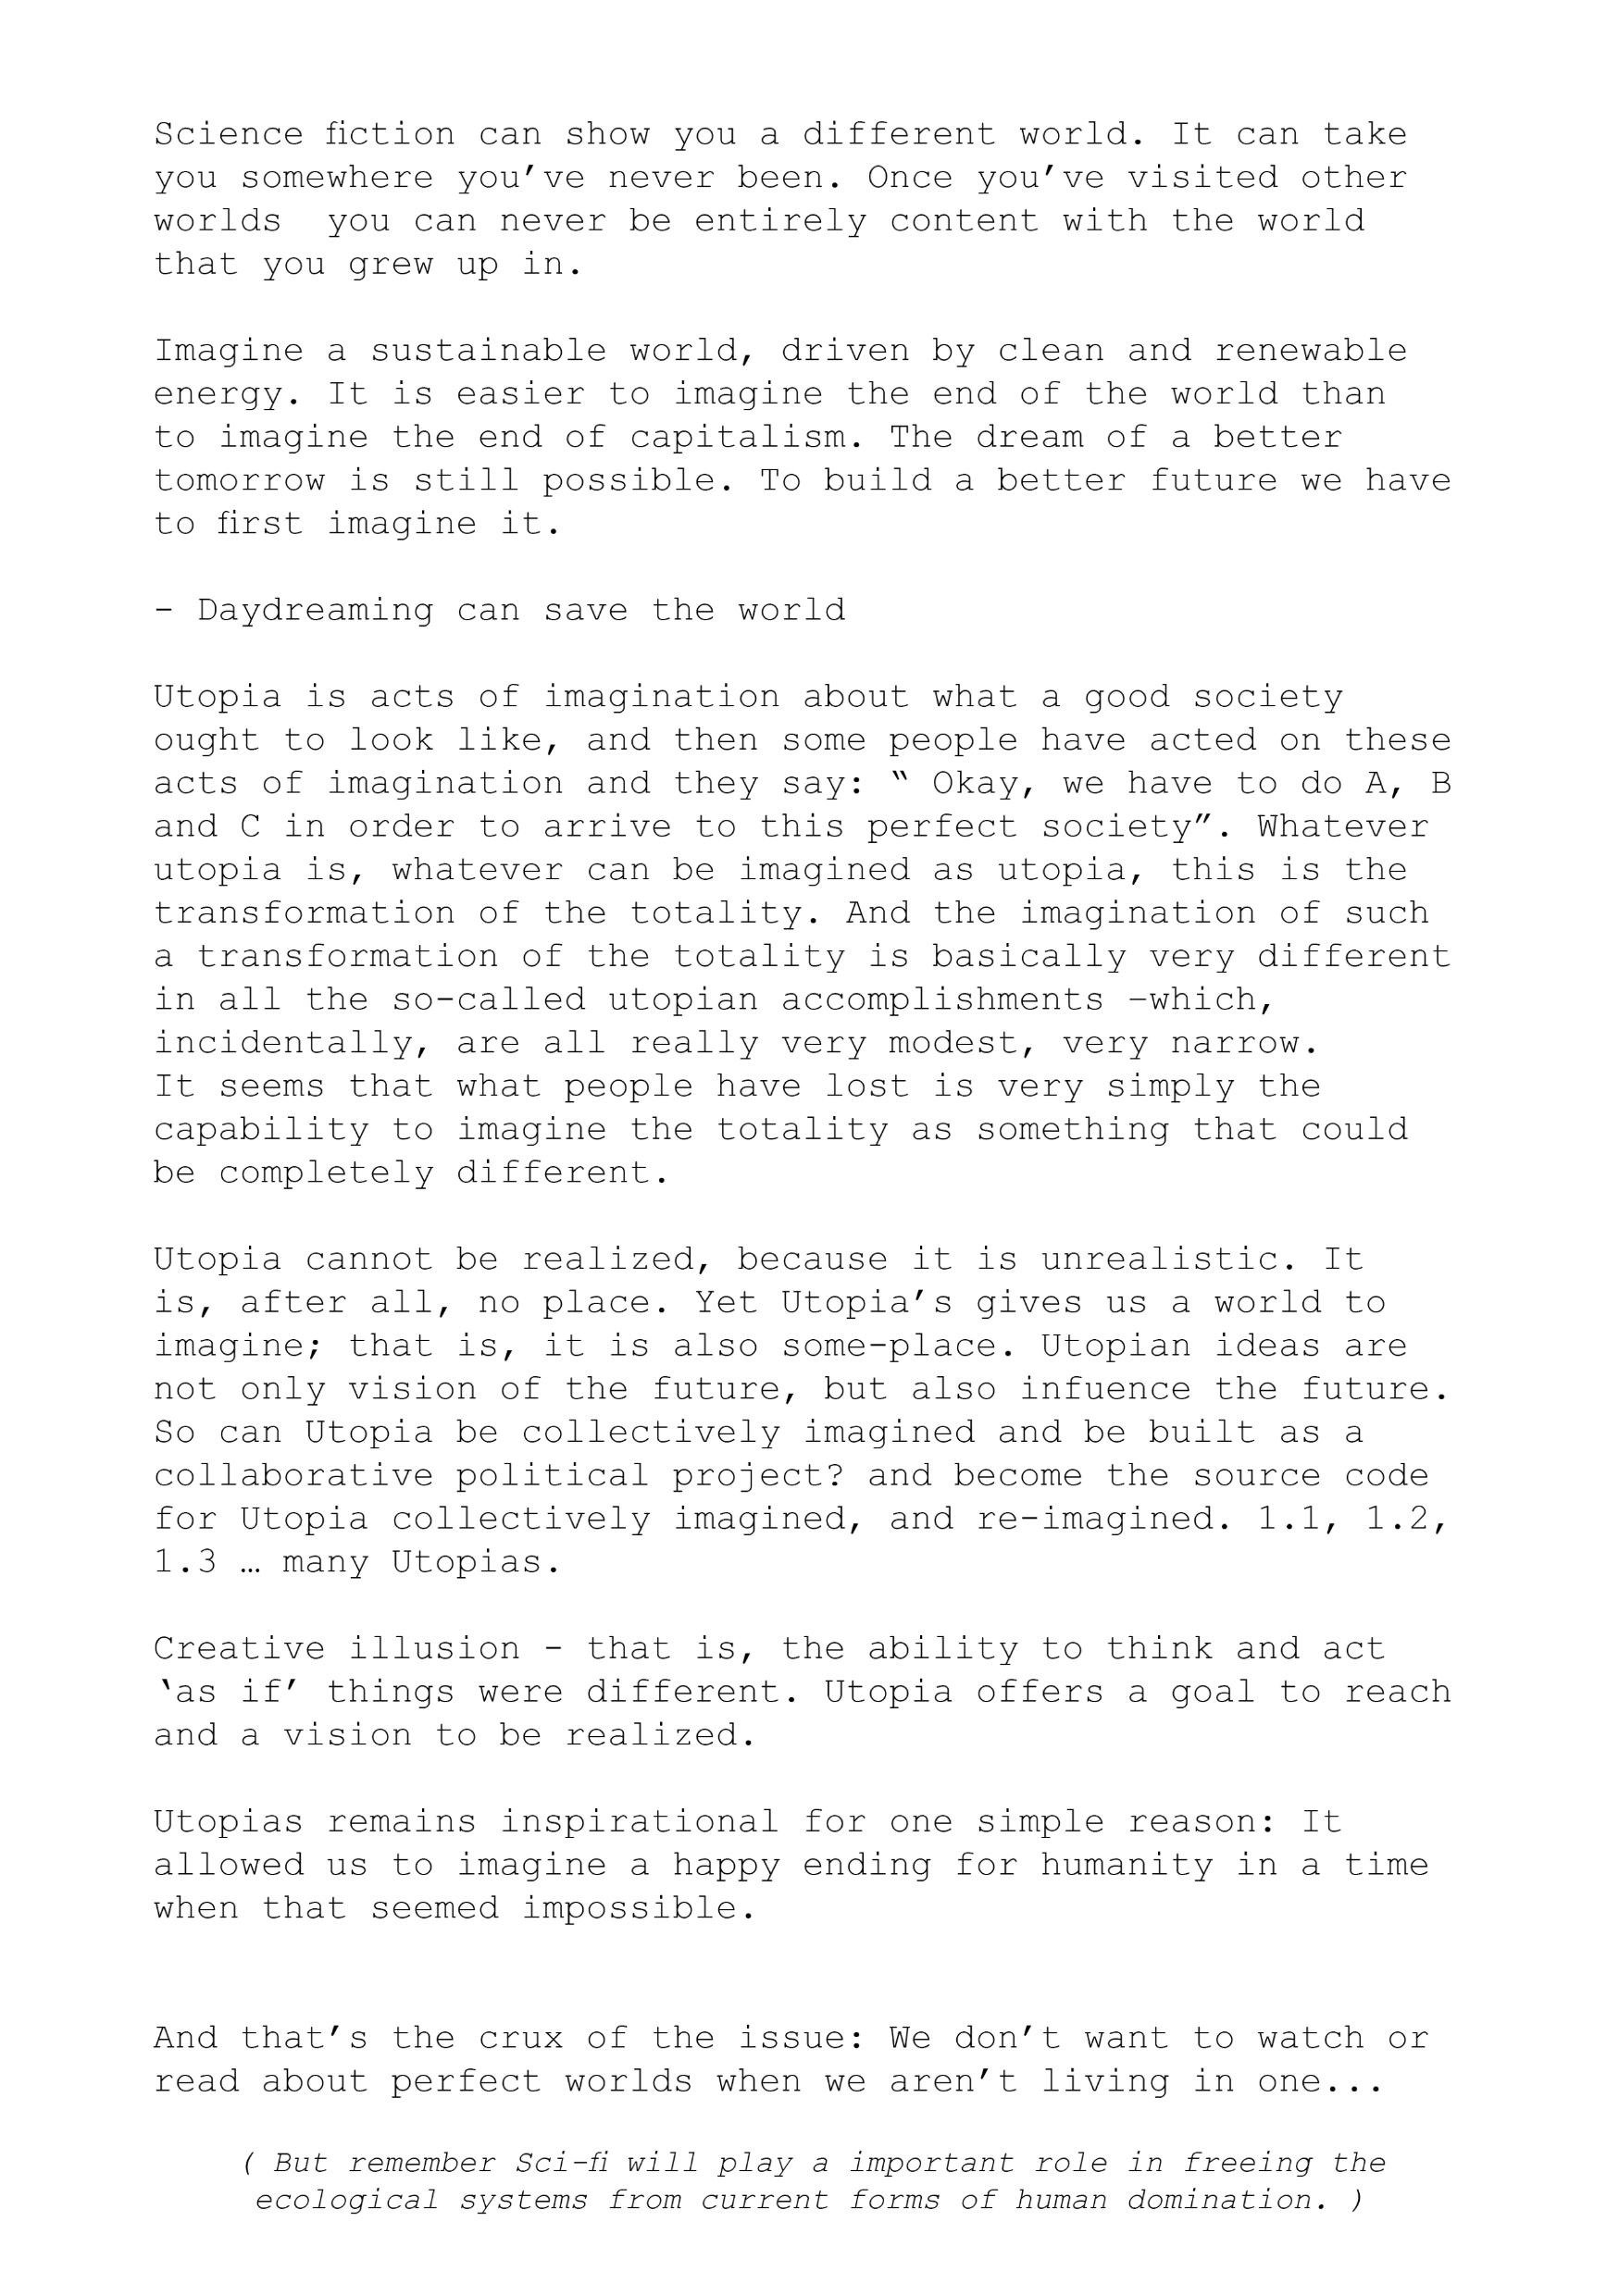 Science fiction can show you a different world. It can take
you somewhere you’ve never been. Once you’ve visited other
worlds  you can never be entirely content with the world
that you grew up in.

Imagine a sustainable world, driven by clean and renewable
energy. It is easier to imagine the end of the world than
to imagine the end of capitalism. The dream of a better
tomorrow is still possible. To build a better future we have
to first imagine it.

- Daydreaming can save the world

Utopia is acts of imagination about what a good society
ought to look like, and then some people have acted on these
acts of imagination and they say: “ Okay, we have to do A, B
and C in order to arrive to this perfect society”. Whatever
utopia is, whatever can be imagined as utopia, this is the
transformation of the totality. And the imagination of such
a transformation of the totality is basically very different
in all the so-called utopian accomplishments –which,
incidentally, are all really very modest, very narrow.
It seems that what people have lost is very simply the
capability to imagine the totality as something that could
be completely different.

Utopia cannot be realized, because it is unrealistic. It
is, after all, no place. Yet Utopia’s gives us a world to
imagine; that is, it is also some-place. Utopian ideas are
not only vision of the future, but also infuence the future.
So can Utopia be collectively imagined and be built as a
collaborative political project? and become the source code
for Utopia collectively imagined, and re-imagined. 1.1, 1.2,
1.3 … many Utopias.

Creative illusion - that is, the ability to think and act
‘as if’ things were different. Utopia offers a goal to reach
and a vision to be realized.

Utopias remains inspirational for one simple reason: It
allowed us to imagine a happy ending for humanity in a time
when that seemed impossible.

And that’s the crux of the issue: We don’t want to watch or
read about perfect worlds when we aren’t living in one...

( But remember Sci-fi will play a important role in freeing the
ecological systems from current forms of human domination. )